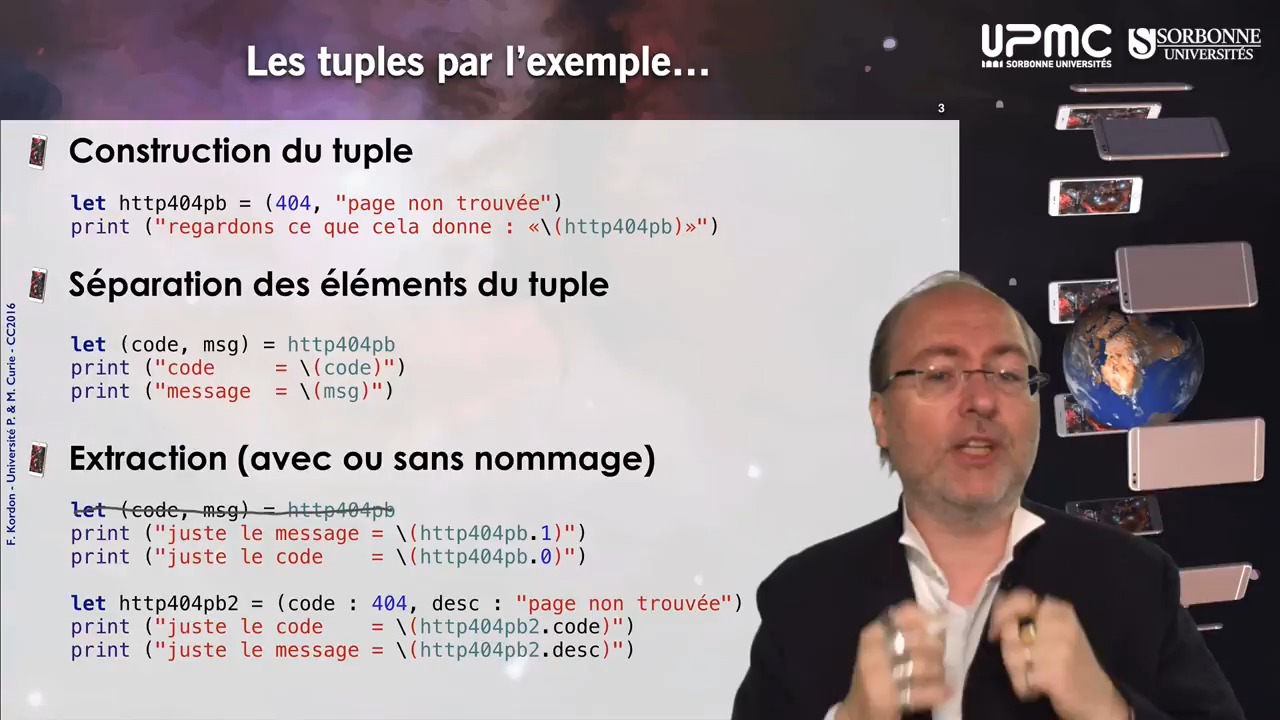 Les tuples par l'exemple...
UPMC
SORBONNE UNIVERSITÉS
SORBONNE
UNIVERSITÉS
3
Construction du tuple
let http404pb = (404, "page non trouvée")
print ("regardons ce que cela donne : «\(http404pb)»")
Séparation des éléments du tuple
let (code, msg) = http404pb
print ("code     = \(code)")
print ("message  = \(msg)")
Extraction (avec ou sans nommage)
let (code, msg) = http404pb
print ("juste le message = \(http404pb.1)")
print ("juste le code    = \(http404pb.0)")
let http404pb2 = (code : 404, desc : "page non trouvée")
print ("juste le code    = \(http404pb2.code)")
print ("juste le message = \(http404pb2.desc)")
F. Kordon - Université P. & M. Curie - CC2016